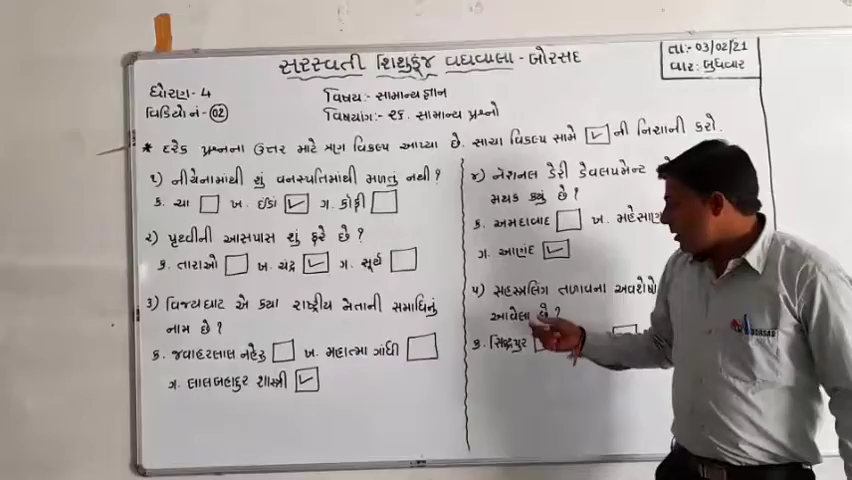 સરસ્વતી શિશુકુંજ વઘવાલા - બોરસદ
તા:- 03/02/21
વાર:- બુધવાર
ધોરણ - 4
વિડિયો નં - 02
વિષય:- સામાન્ય જ્ઞાન
વિષયાંગ:- ૨૬. સામાન્ય પ્રશ્નો
* દરેક પ્રશ્નના ઉત્તર માટે ત્રણ વિકલ્પ આપ્યા છે. સાચા વિકલ્પ સામે ✓ ની નિશાની કરો.
૧) નીચેનામાંથી શું વનસ્પતિમાંથી મળતું નથી?
ક. ચા ખ. ઈંડાં ✓ ગ. કોફી
૨) પૃથ્વીની આસપાસ શું ફરે છે?
ક. તારાઓ ખ. ચંદ્ર ✓ ગ. સૂર્ય
૩) વિજયઘાટ એ કયા રાષ્ટ્રીય નેતાની સમાધિનું
નામ છે?
ક. જવાહરલાલ નહેરુ ખ. મહાત્મા ગાંધી
ગ. લાલબહાદુર શાસ્ત્રી ✓
૪) નેશનલ ડેરી ડેવલપમેન્ટ
મથક ક્યું છે?
ક. અમદાવાદ ખ. મહેસાણ
ગ. આણંદ ✓
૫) સહસ્ત્રલિંગ તળાવના અવશેષો
આવેલા છે?
ક. સિદ્ધપુર